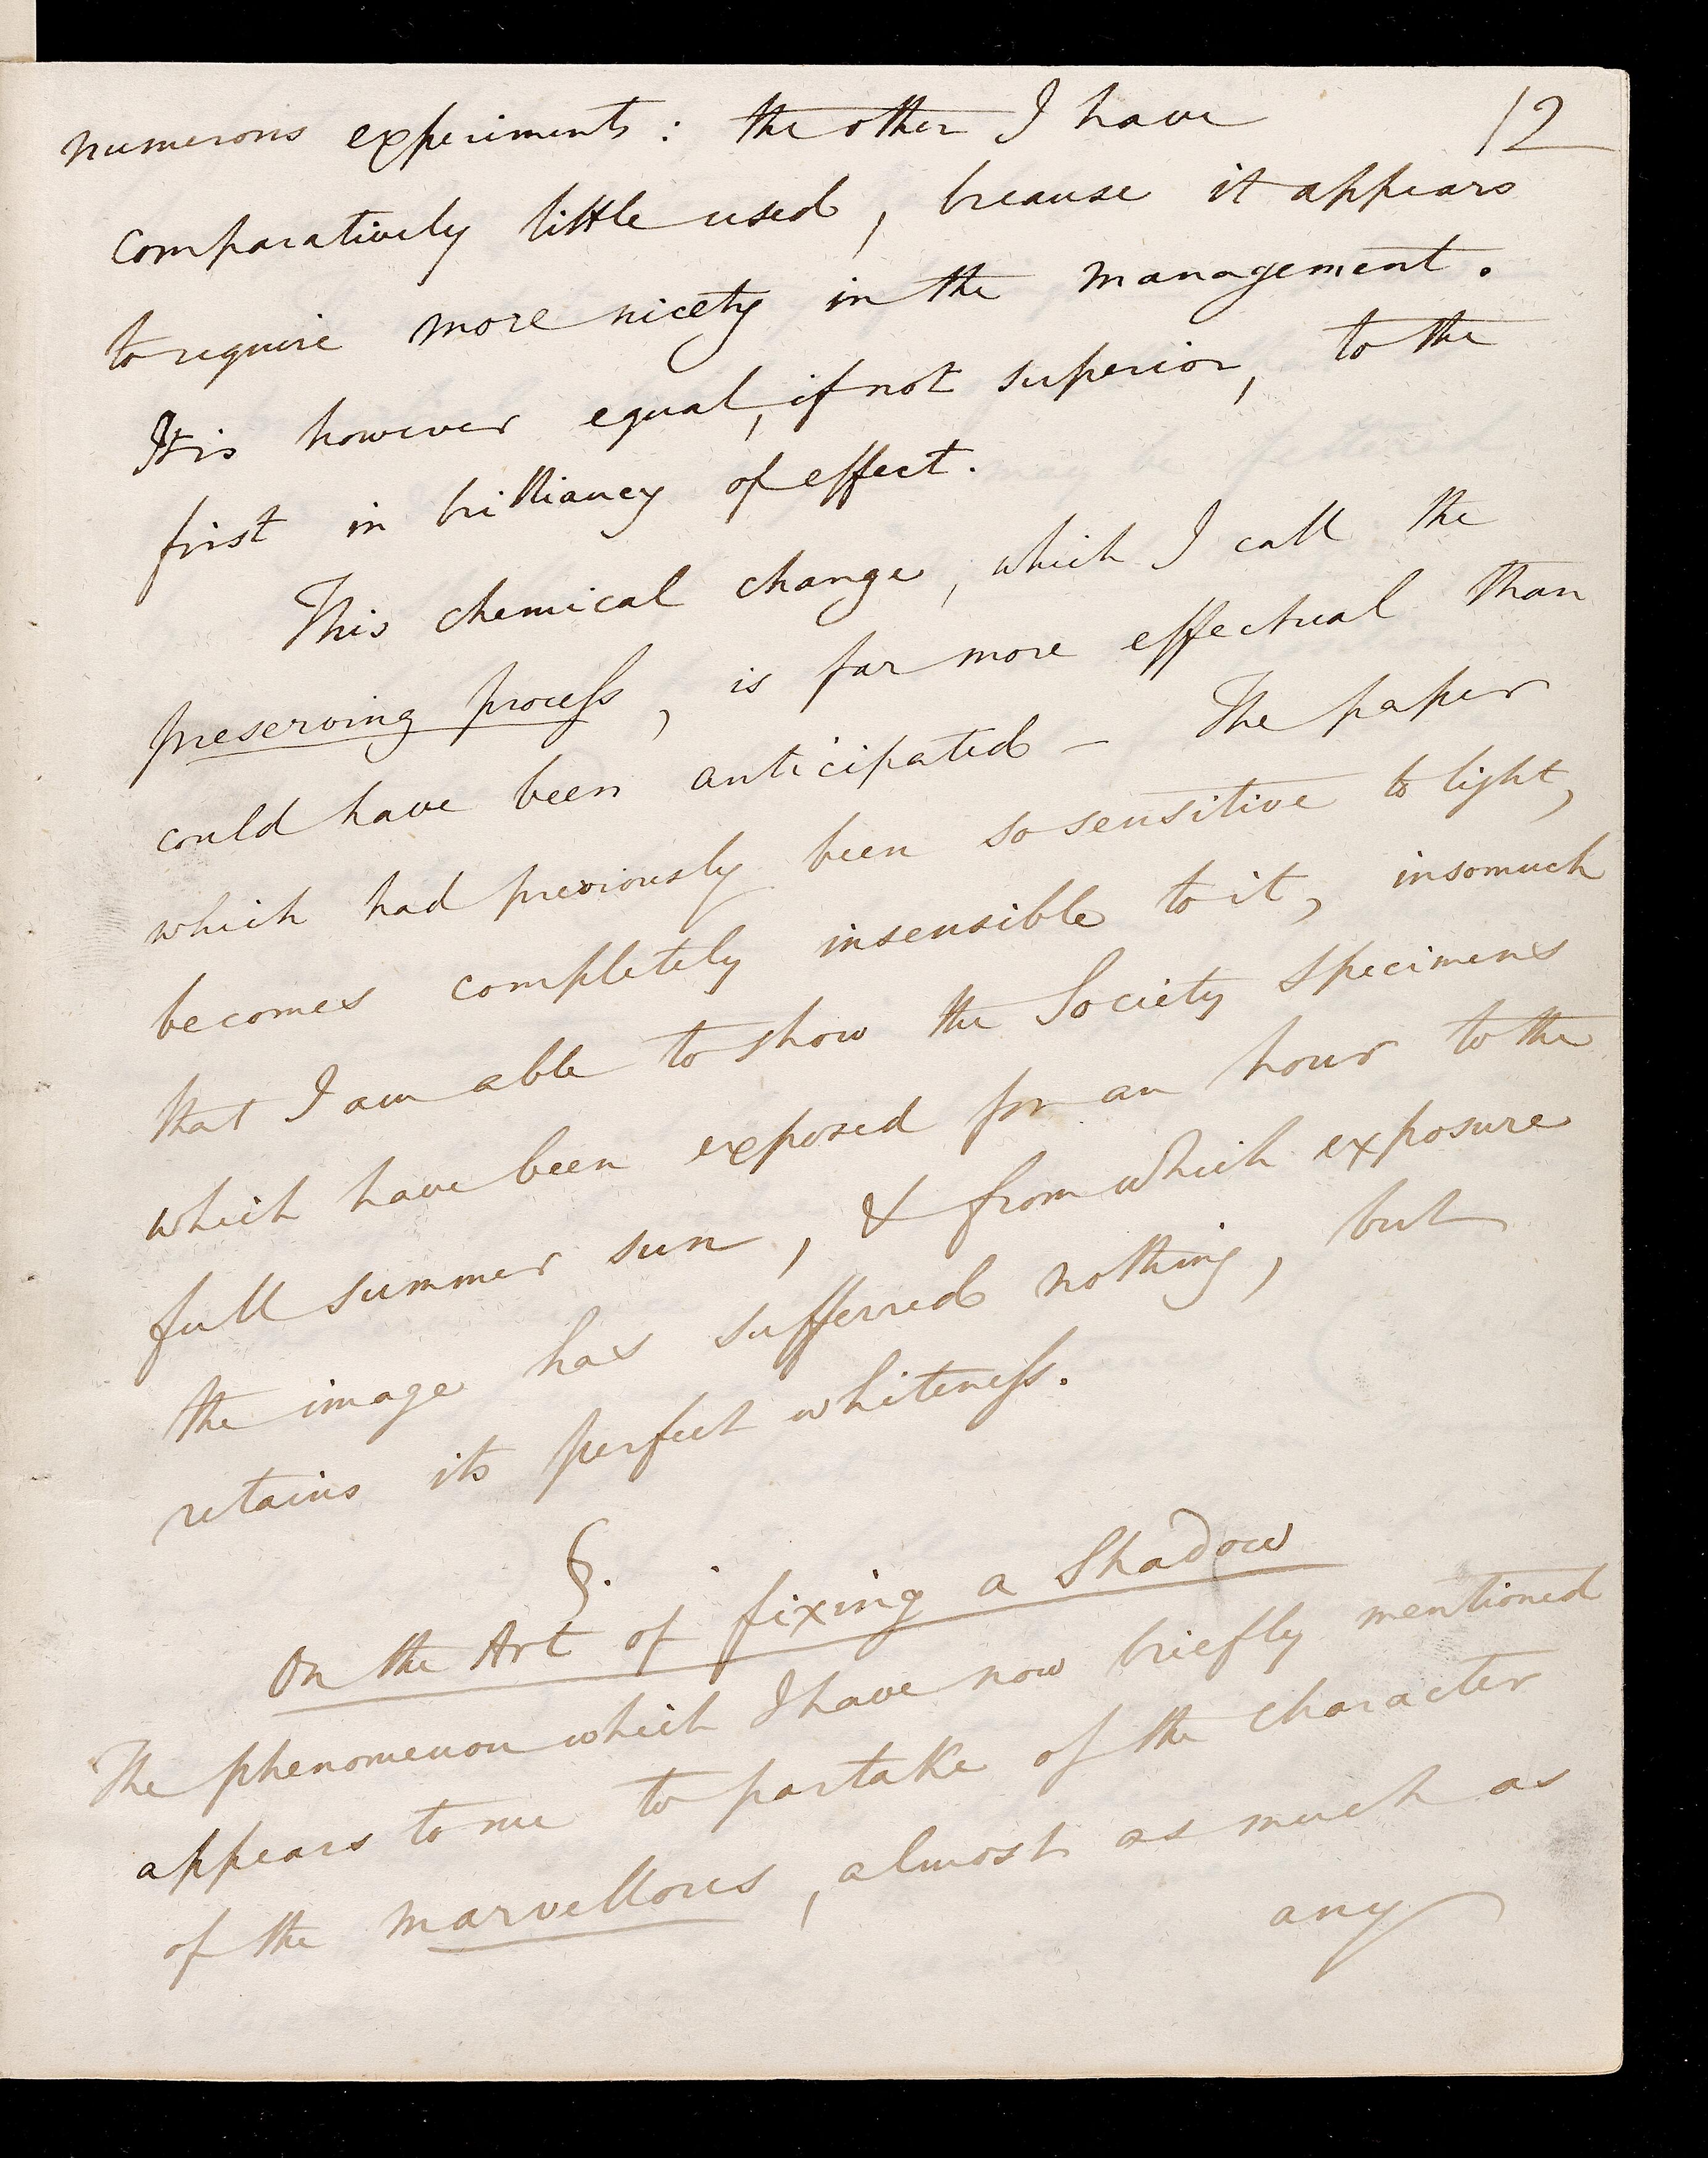 12
numerous experiments: the other I have
comparatively little used, because it appears
to require more nicety in the management.
It is however equal, if not superior, to the
first in brilliancy of effect.
This chemical change, which I call the
preserving process, is far more effectual than
could have been anticipated – The paper
which had previously been so sensitive to light,
becomes completely insensible to it, insomuch
that I am able to show the Society specimens
which have been exposed for an hour to the
full summer sun, & from which exposure
the image has suffered nothing, but
retains its perfect whiteness.
§.
On the Art of fixing a Shadow
The phenomenon which I have now briefly mentioned
appears to me to partake of the character
of the marvellous, almost as much as
any